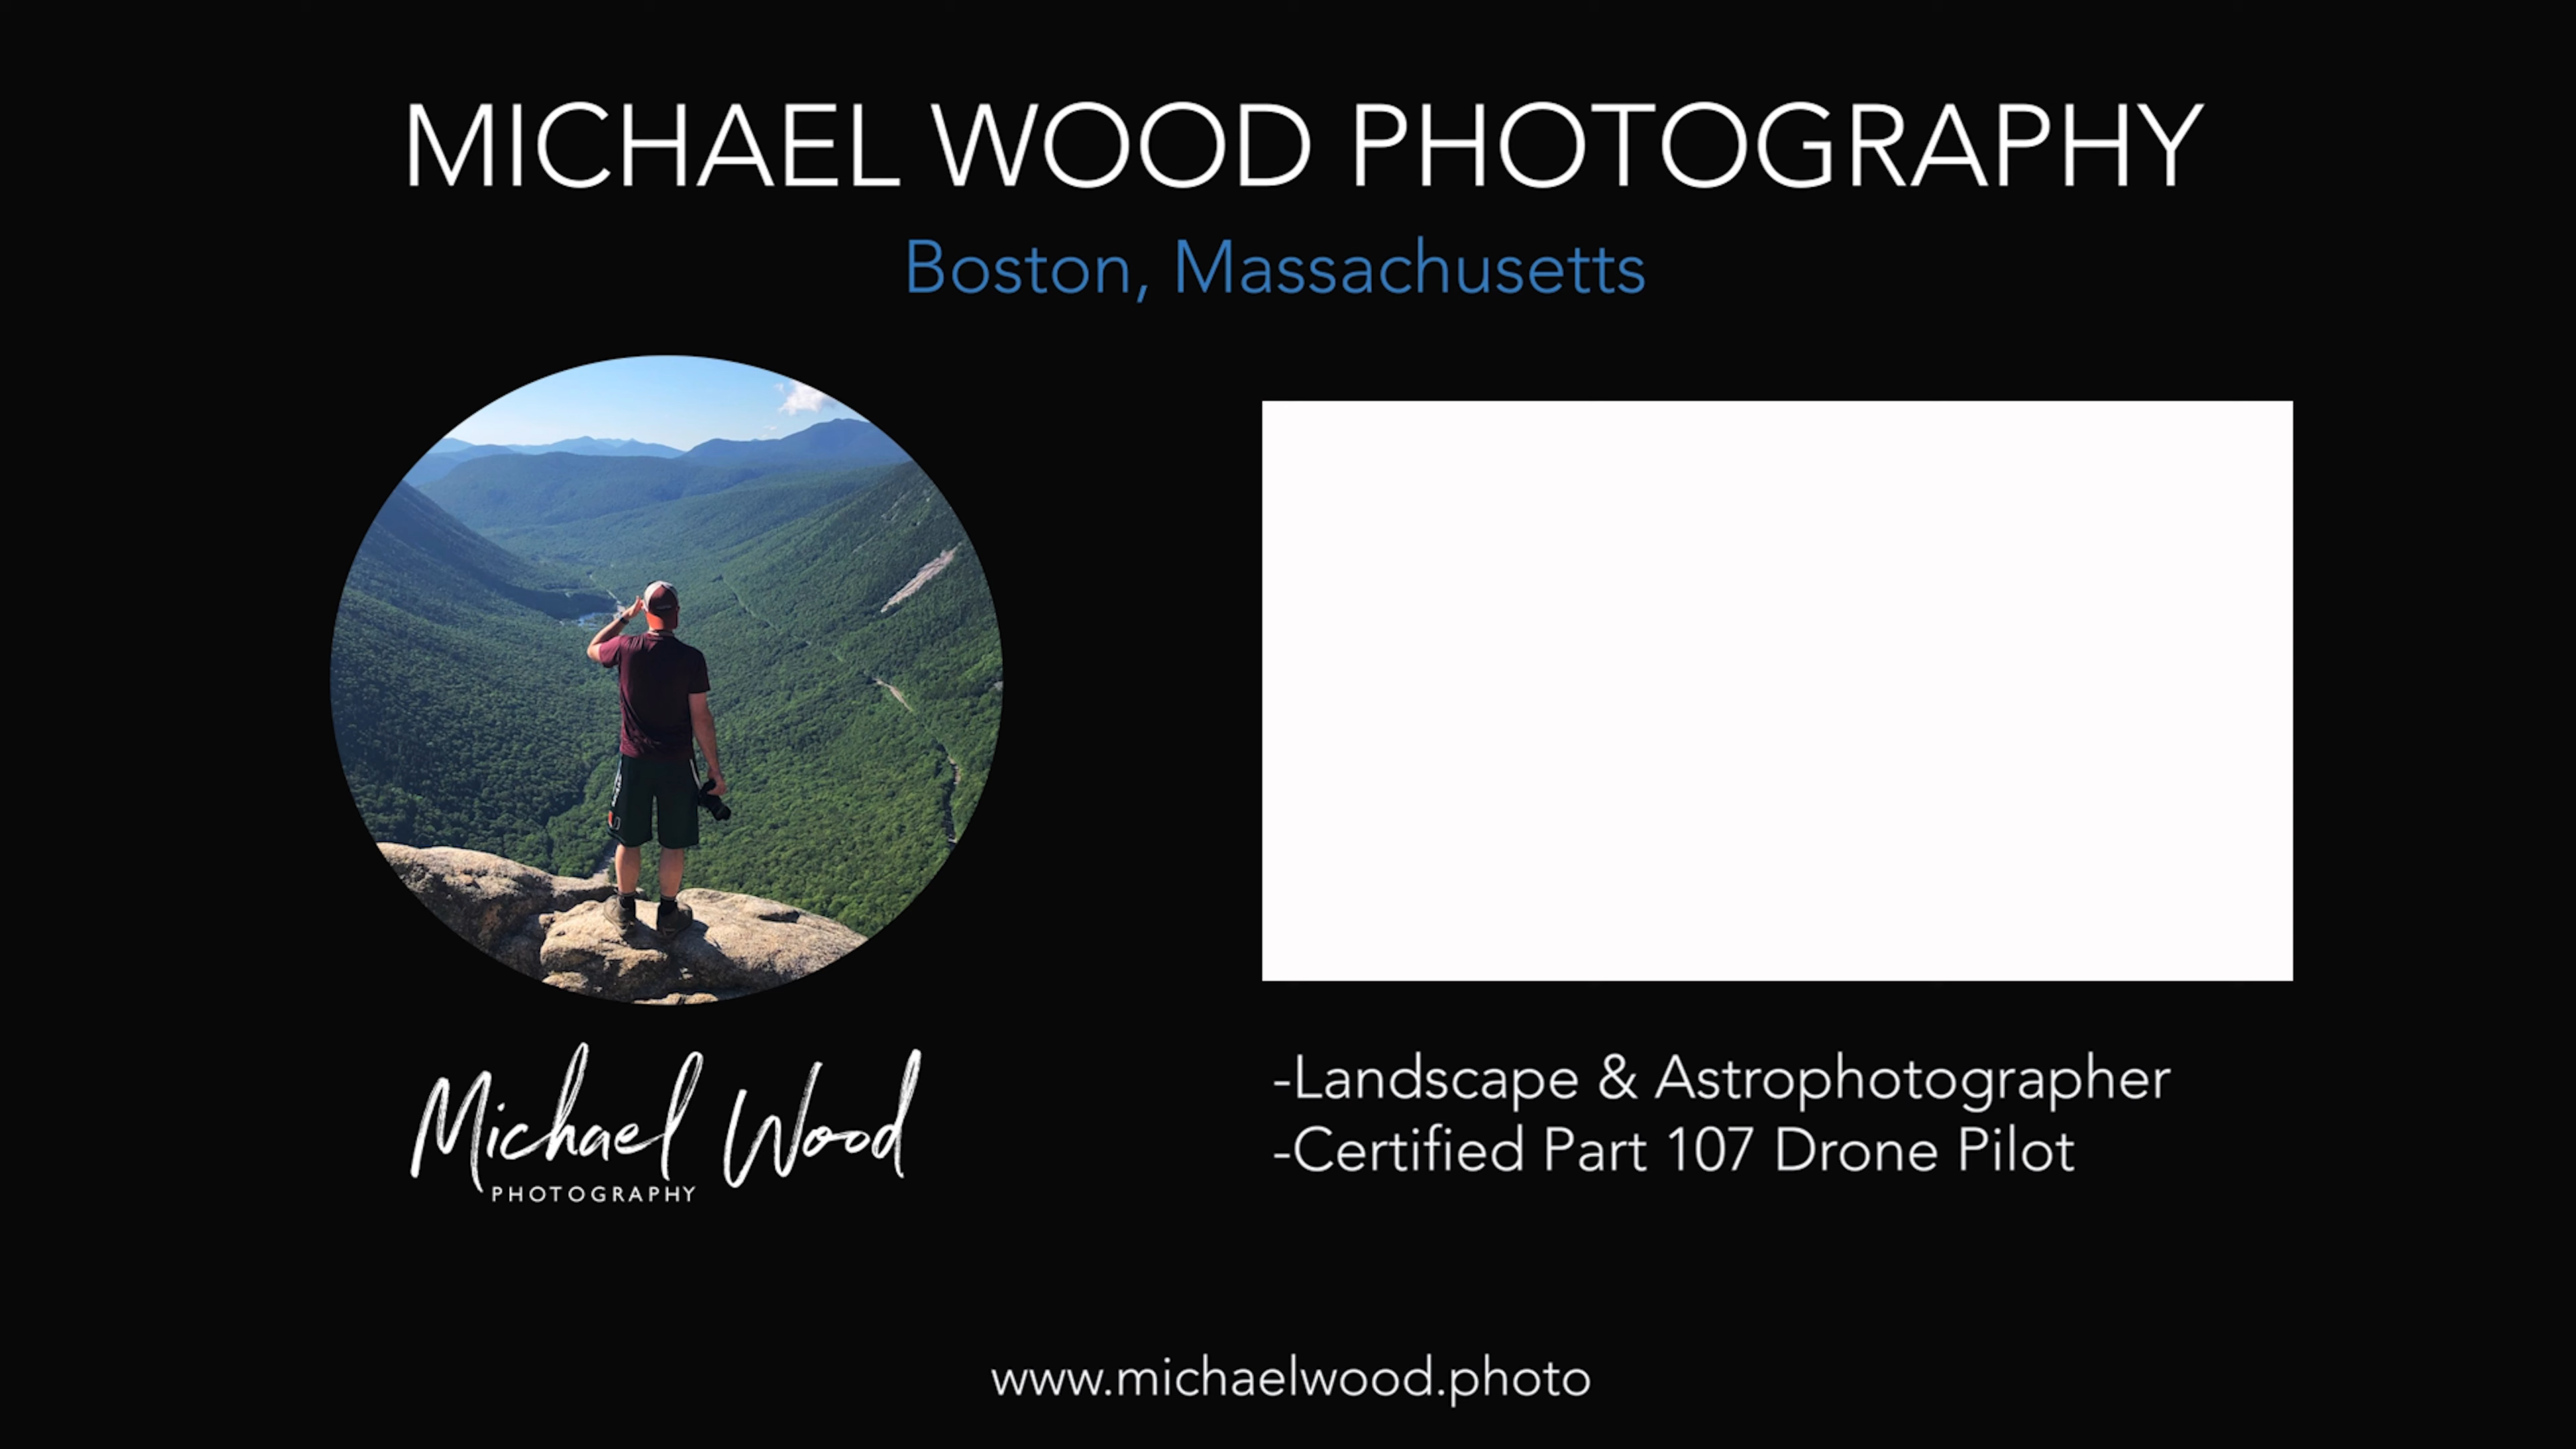 MICHAEL WOOD PHOTOGRAPHY
Boston, Massachusetts
Michael Wood
PHOTOGRAPHY
-Landscape & Astrophotographer
-Certified Part 107 Drone Pilot
www.michaelwood.photo